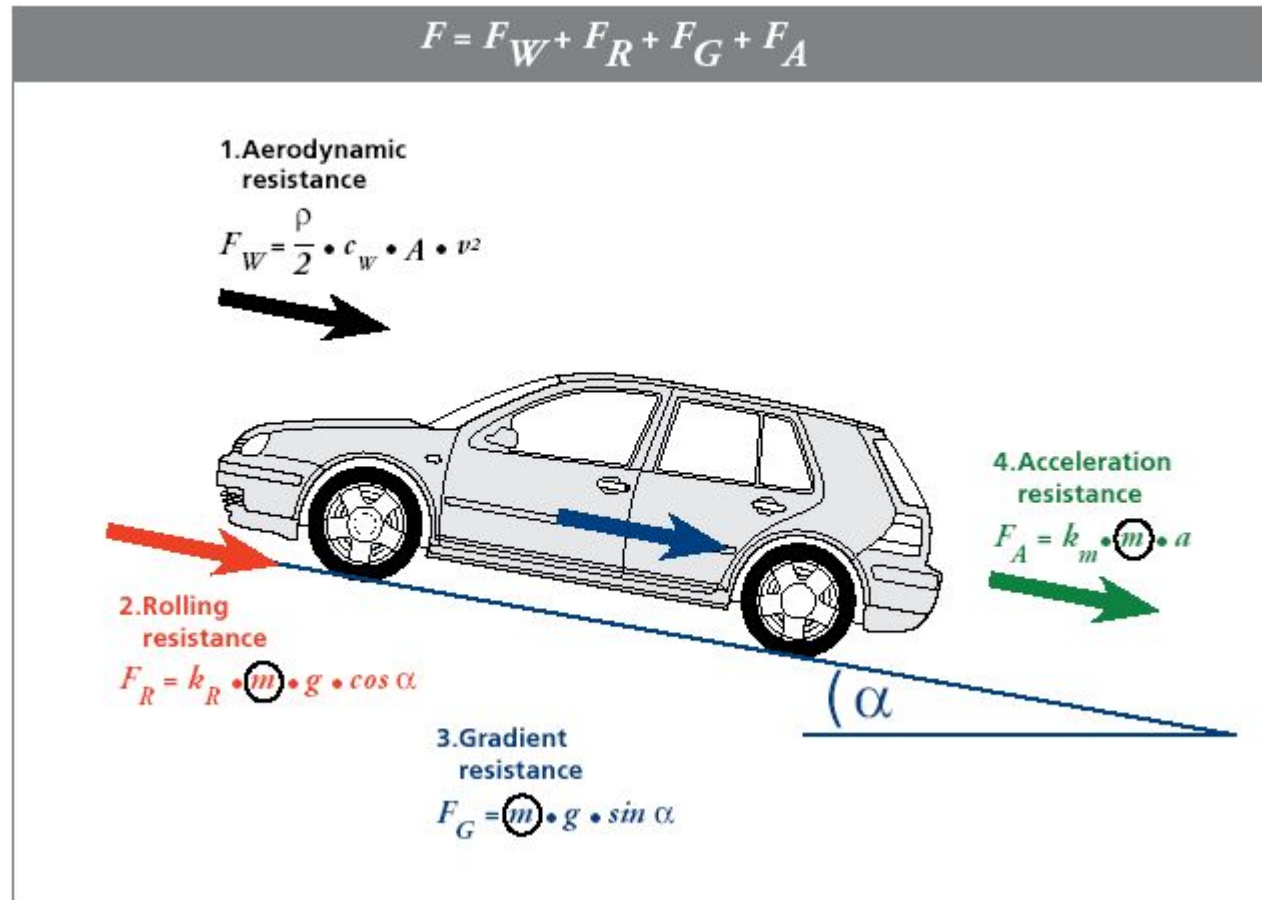 F = F_W + F_R + F_G + F_A
1.Aerodynamic
resistance
F_W = ρ/2 • c_w • A • v²
4.Acceleration
resistance
F_A = k_m • m • a
2.Rolling
resistance
F_R = k_R • m • g • cos α
(α
3.Gradient
resistance
F_G = m • g • sin α